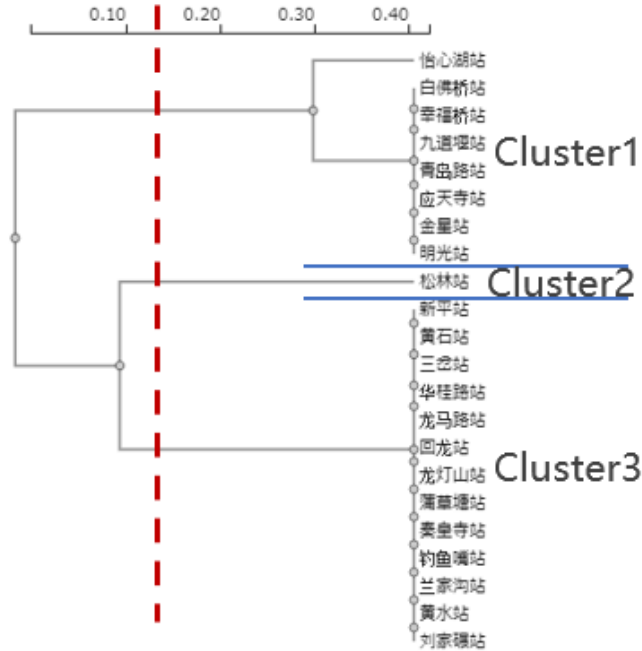 0.10 0.20 0.30 0.40
怡心湖站
白佛桥站
幸福桥站
九道堰站
Cluster1
青岛路站
应天寺站
金星站
明光站
松林站 Cluster2
新平站
黄石站
三岔站
华硅路站
龙马路站
回龙站
Cluster3
龙灯山站
蒲草塘站
秦皇寺站
钓鱼嘴站
兰家沟站
黄水站
刘家碾站